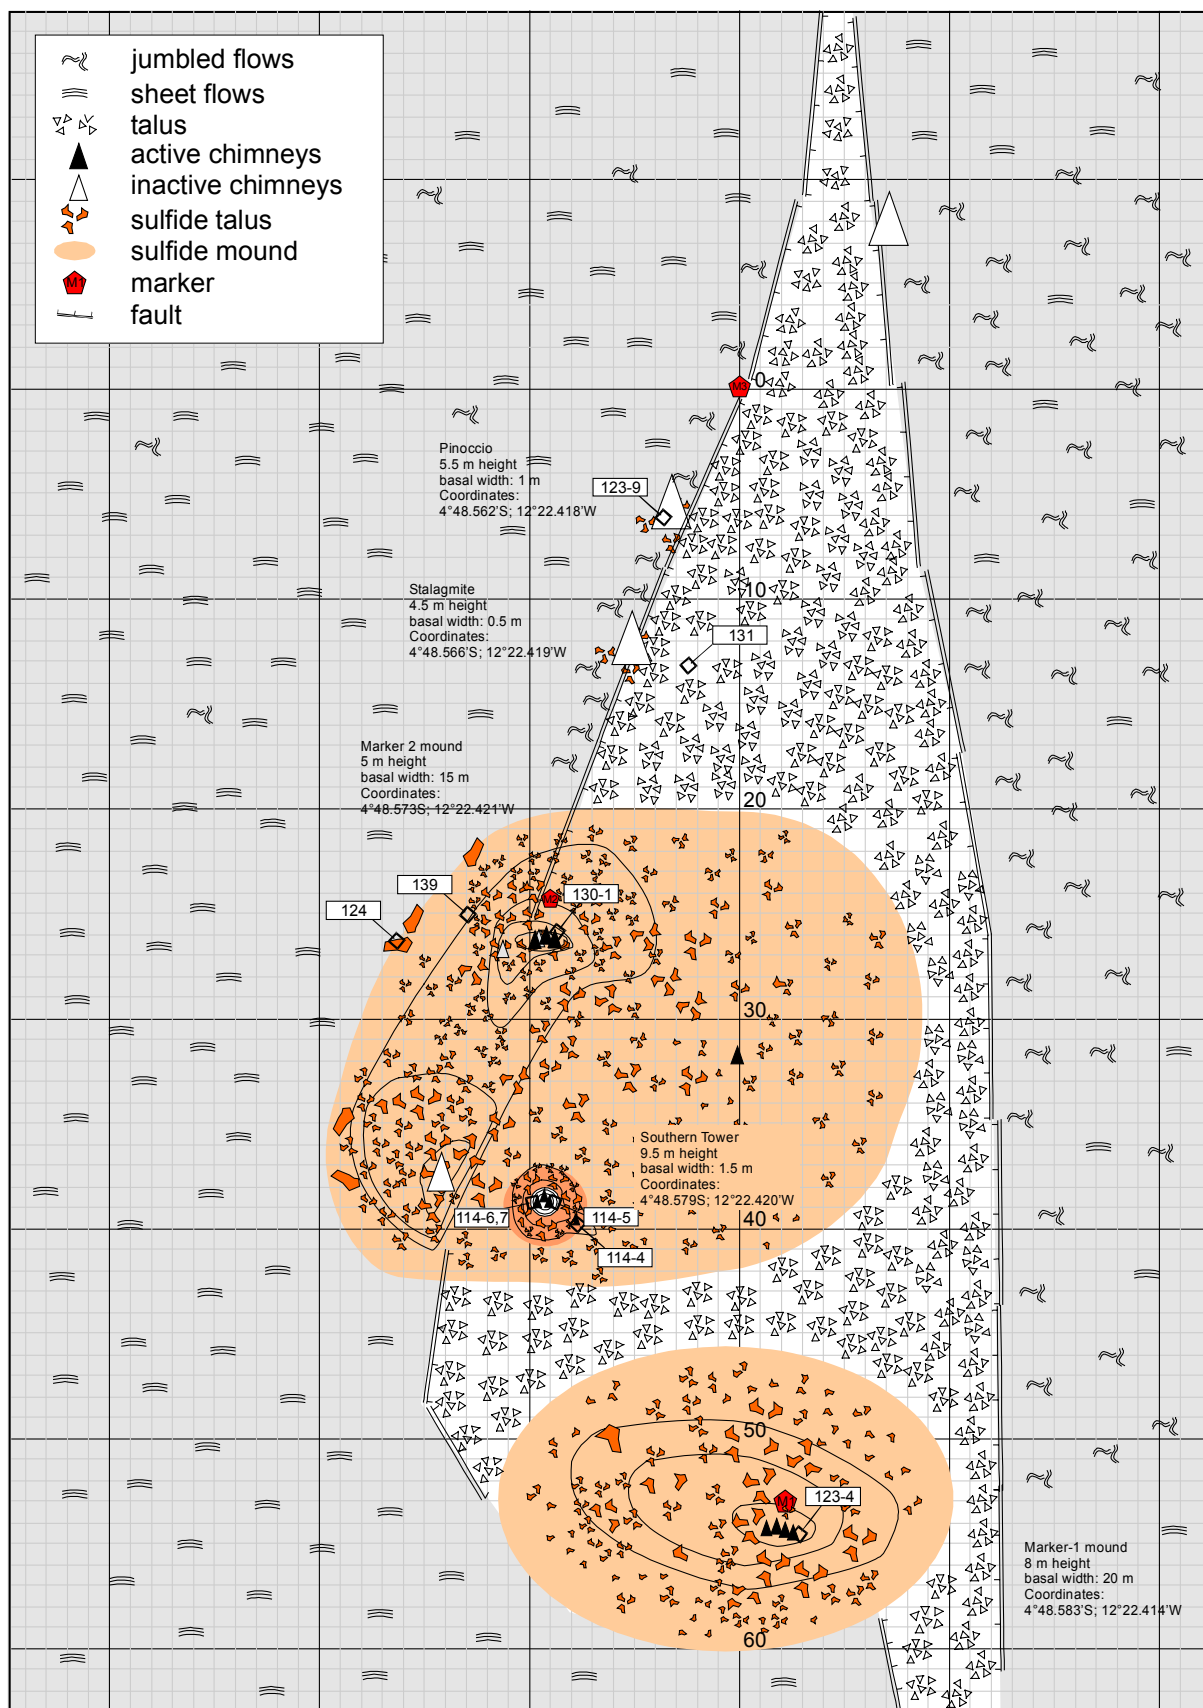 jumbled flows
sheet flows
talus
active chimneys
inactive chimneys
sulfide talus
sulfide mound
M1
marker
fault
M3
0
Pinoccio
5.5 m height
basal width: 1 m
Coordinates:
4°48.562'S; 12°22.418'W
123-9
Stalagmite
4.5 m height
basal width: 0.5 m
Coordinates:
4°48.566'S; 12°22.419'W
10
131
Marker 2 mound
5 m height
basal width: 15 m
Coordinates:
4°48.573S; 12°22.421'W
20
139
124
M2
130-1
30
Southern Tower
9.5 m height
basal width: 1.5 m
Coordinates:
4°48.579S; 12°22.420'W
114-6,7
114-5
40
114-4
50
M1
123-4
Marker-1 mound
8 m height
basal width: 20 m
Coordinates:
4°48.583'S; 12°22.414'W
60